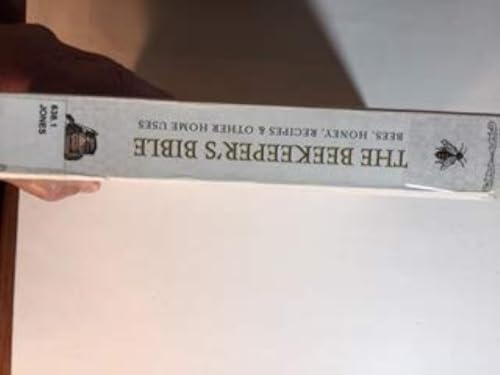 THE BEEKEEPER'S BIBLE
BEES, HONEY, RECIPES & OTHER HOME USES
638.1
JONES